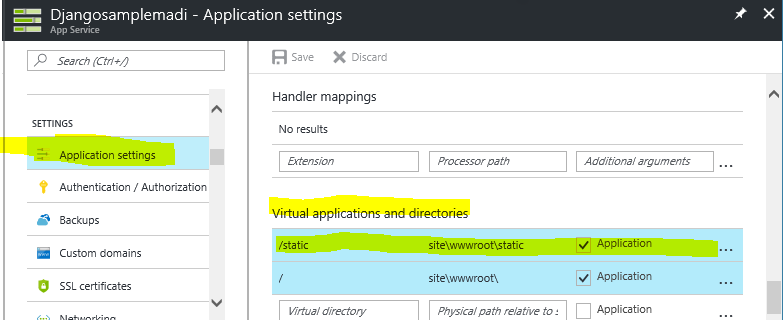 Djangosamplemadi - Application settings
App Service
Search (Ctrl+/)
SETTINGS
Application settings
Authentication / Authorization
Backups
Custom domains
SSL certificates
Networking
Save Discard
Handler mappings
No results
Extension Processor path Additional arguments ...
Virtual applications and directories
/static site\wwwroot\static Application ...
/ site\wwwroot\ Application ...
Virtual directory Physical path relative to s Application